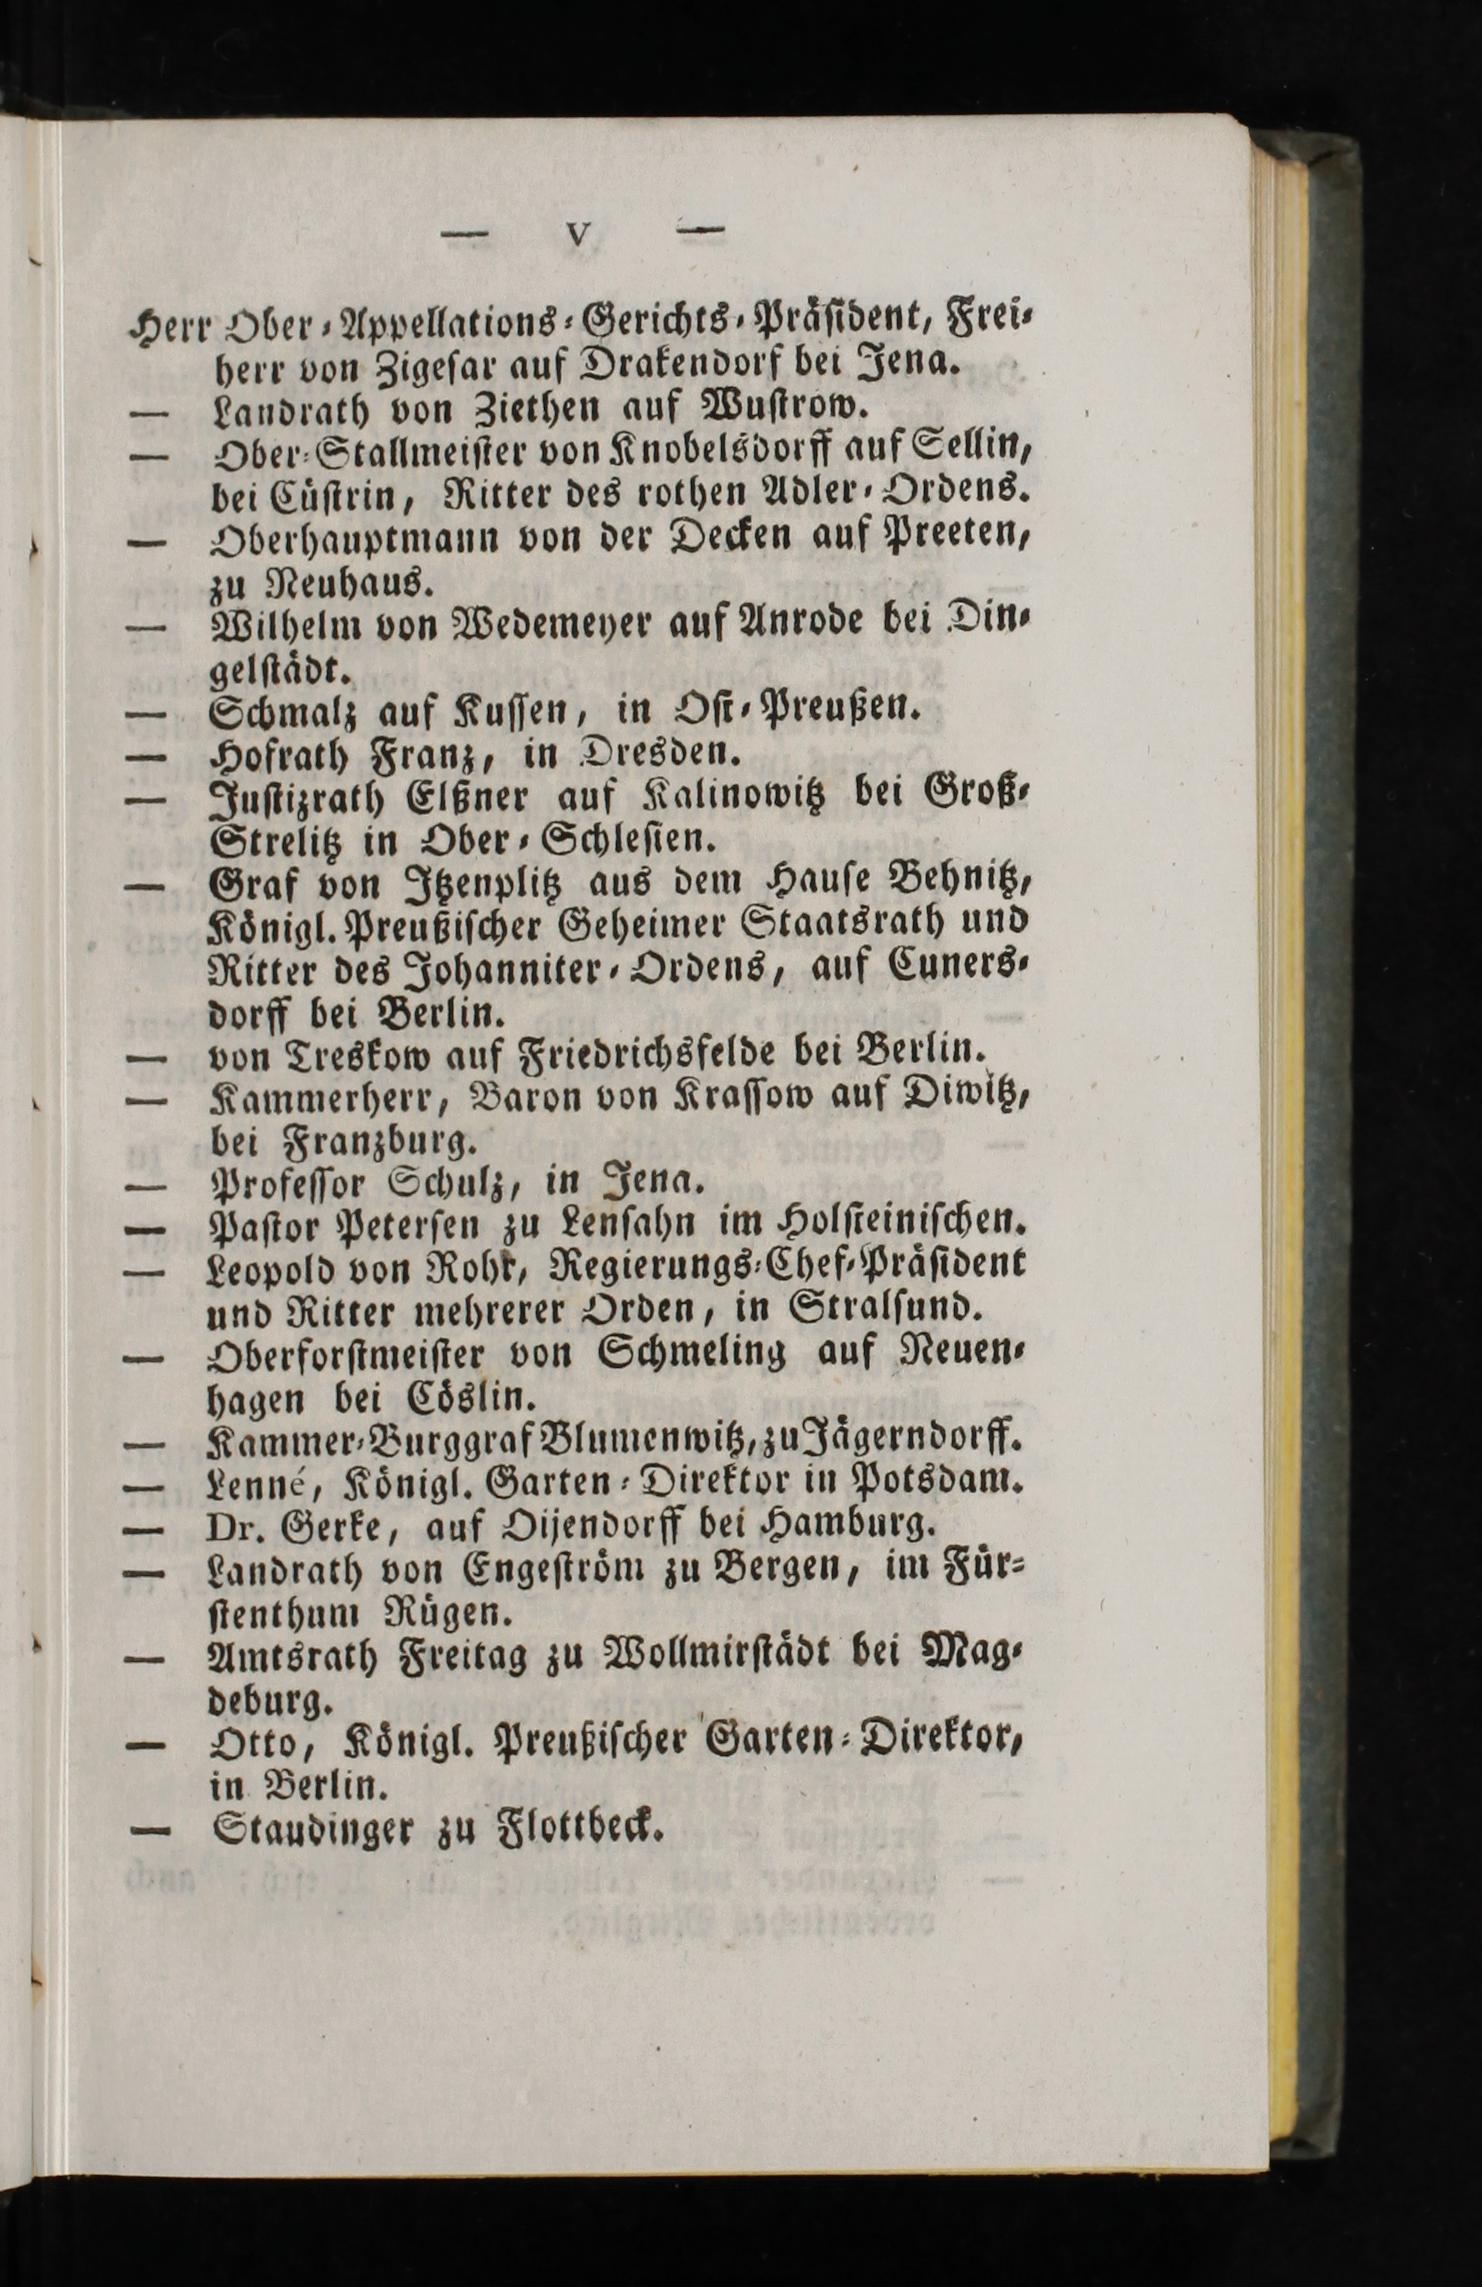 — V —
Herr Ober-Appellations-Gerichts-Präsident, Frei-
herr von Zigesar auf Drakendorf bei Jena.
— Landrath von Ziethen auf Wustrow.
— Ober-Stallmeister von Knobelsdorff auf Sellin,
bei Cüstrin, Ritter des rothen Adler-Ordens.
— Oberhauptmann von der Decken auf Preeten,
zu Neuhaus.
— Wilhelm von Wedemeyer auf Anrode bei Din-
gelstädt.
— Schmalz auf Kussen, in Ost-Preußen.
— Hofrath Franz, in Dresden.
— Justizrath Elßner auf Kalinowitz bei Groß-
Strelitz in Ober-Schlesien.
— Graf von Itzenplitz aus dem Hause Behnitz,
Königl. Preußischer Geheimer Staatsrath und
Ritter des Johanniter-Ordens, auf Cuners-
dorff bei Berlin.
— von Treskow auf Friedrichsfelde bei Berlin.
— Kammerherr, Baron von Krassow auf Diwitz,
bei Franzburg.
— Professor Schulz, in Jena.
— Pastor Petersen zu Lensahn im Holsteinischen.
— Leopold von Rohr, Regierungs-Chef-Präsident
und Ritter mehrerer Orden, in Stralsund.
— Oberforstmeister von Schmeling auf Neuen-
hagen bei Cöslin.
— Kammer-Burggraf Blumenwitz, zu Jägerndorff.
— Lenné, Königl. Garten-Direktor in Potsdam.
— Dr. Gerke, auf Oijendorff bei Hamburg.
— Landrath von Engeström zu Bergen, im Für-
stenthum Rügen.
— Amtsrath Freitag zu Wollmirstädt bei Mag-
deburg.
— Otto, Königl. Preußischer Garten-Direktor,
in Berlin.
— Staudinger zu Flottbeck.